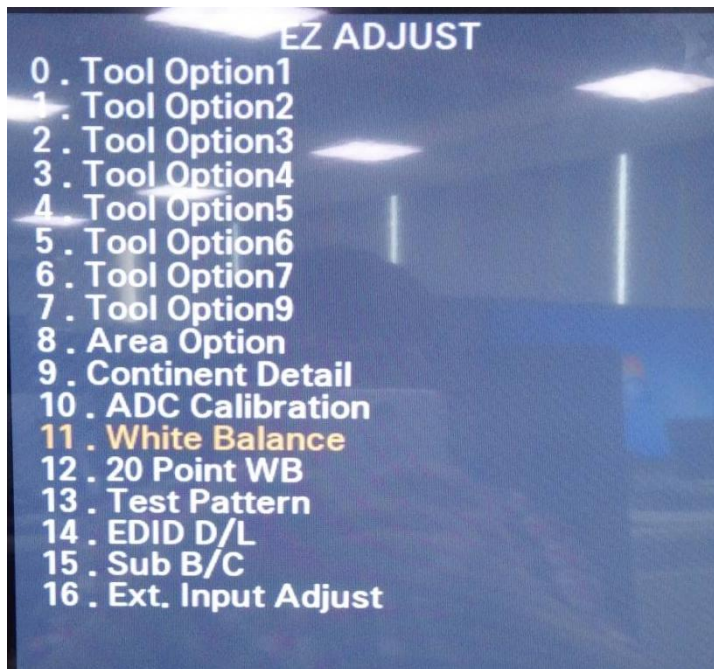 EZ ADJUST
0 . Tool Option1
1 . Tool Option2
2 . Tool Option3
3 . Tool Option4
4 . Tool Option5
5 . Tool Option6
6 . Tool Option7
7 . Tool Option9
8 . Area Option
9 . Continent Detail
10 . ADC Calibration
11 . White Balance
12 . 20 Point WB
13 . Test Pattern
14 . EDID D/L
15 . Sub B/C
16 . Ext. Input Adjust